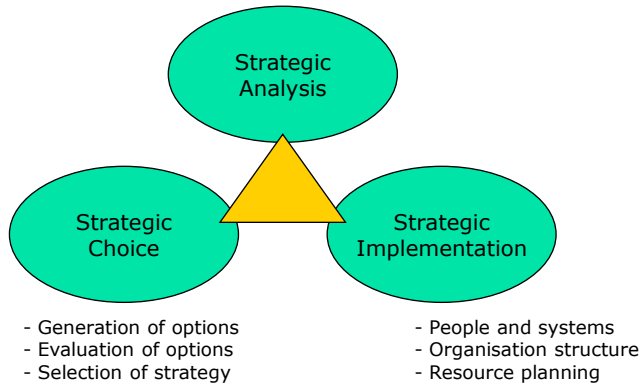 Strategic
Analysis
Strategic
Choice
Strategic
Implementation
- Generation of options
- Evaluation of options
- Selection of strategy
- People and systems
- Organisation structure
- Resource planning